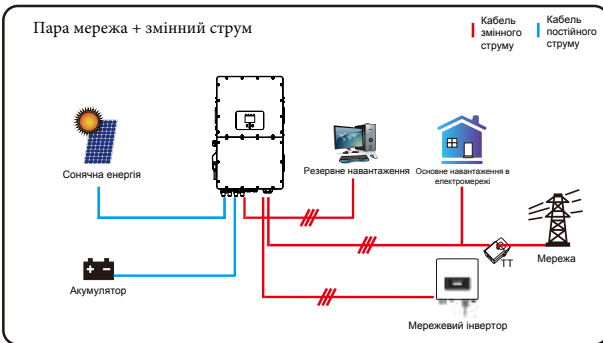 Пара мережа + змінний струм
Кабель
змінного
струму
Кабель
постійного
струму
Сонячна енергія
Резервне навантаження
Основне навантаження в
електромережі
Акумулятор
ТТ
Мережа
Мережевий інвертор